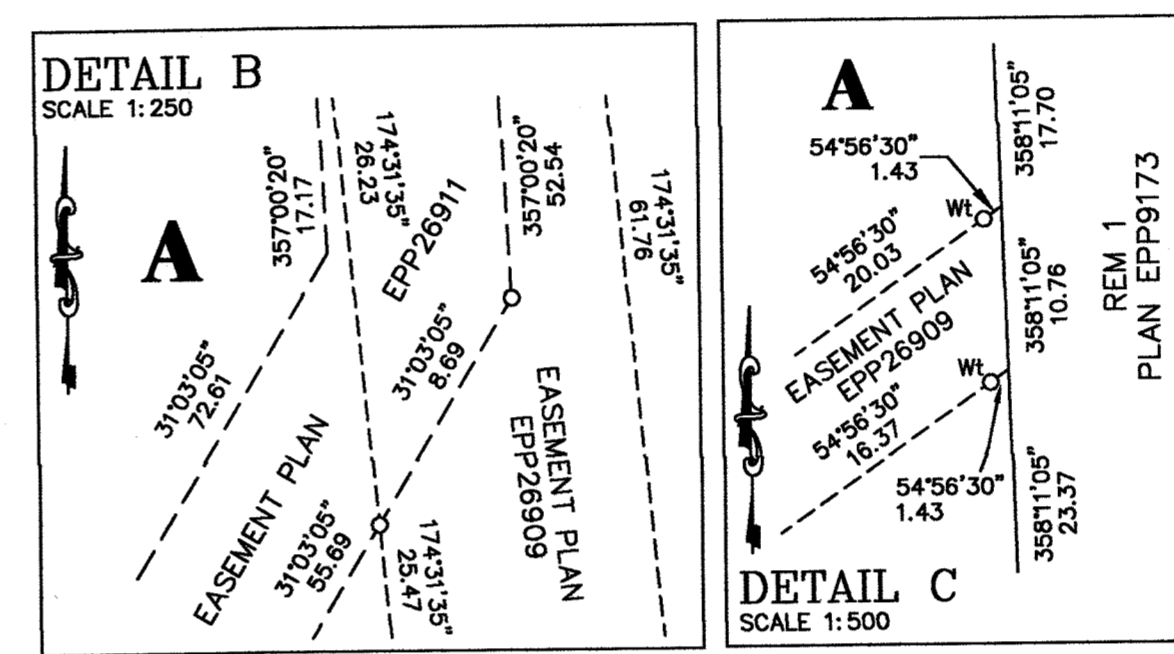 DETAIL B
SCALE 1:250
A
357°00'20"
17.17
174°31'35"
26.23
EPP26911
357°00'20"
52.54
174°31'35"
61.76
31°03'05"
72.61
31°03'05"
8.69
EASEMENT PLAN
31°03'05"
55.69
174°31'35"
25.47
EASEMENT PLAN
EPP26909
A
54°56'30"
1.43
Wt
358°11'05"
17.70
54°56'30"
20.03
EASEMENT PLAN
EPP26909
358°11'05"
10.76
REM 1
PLAN EPP9173
Wt
54°56'30"
16.37
54°56'30"
1.43
358°11'05"
23.37
DETAIL C
SCALE 1:500